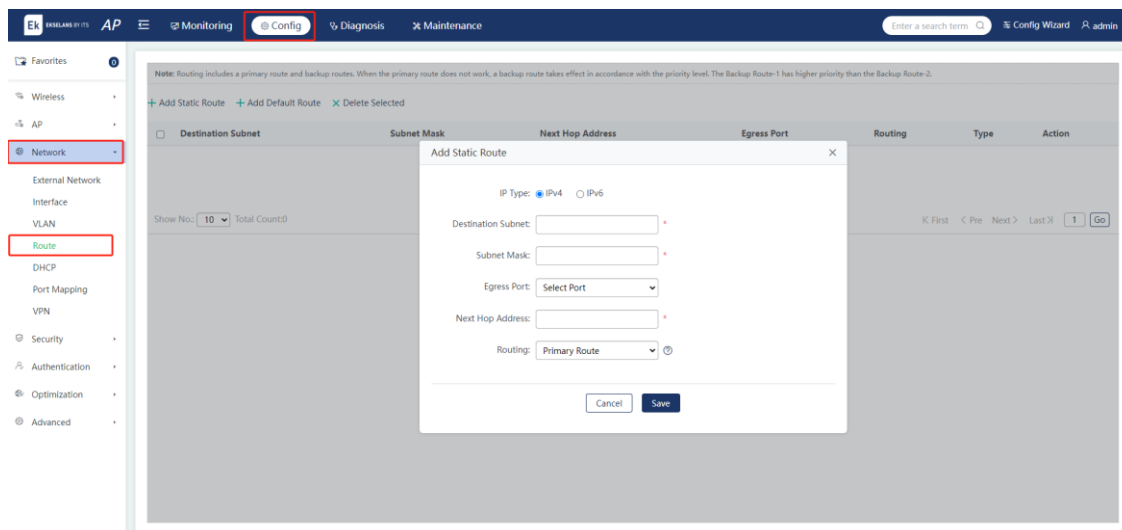 Ek EKSELANS BY ITS AP Monitoring Config Diagnosis Maintenance Enter a search term Config Wizard admin
Favorites 0
Wireless
AP
Network
External Network
Interface
VLAN
Route
DHCP
Port Mapping
VPN
Security
Authentication
Optimization
Advanced
Note: Routing includes a primary route and backup routes. When the primary route does not work, a backup route takes effect in accordance with the priority level. The Backup Route-1 has higher priority than the Backup Route-2.
+ Add Static Route + Add Default Route X Delete Selected
Destination Subnet Subnet Mask Next Hop Address Egress Port Routing Type Action
Show No.: 10 Total Count:0 First < Pre Next > Last 1 Go
Add Static Route ×
IP Type: IPv4 IPv6
Destination Subnet: *
Subnet Mask: *
Egress Port: Select Port
Next Hop Address: *
Routing: Primary Route ?
Cancel Save